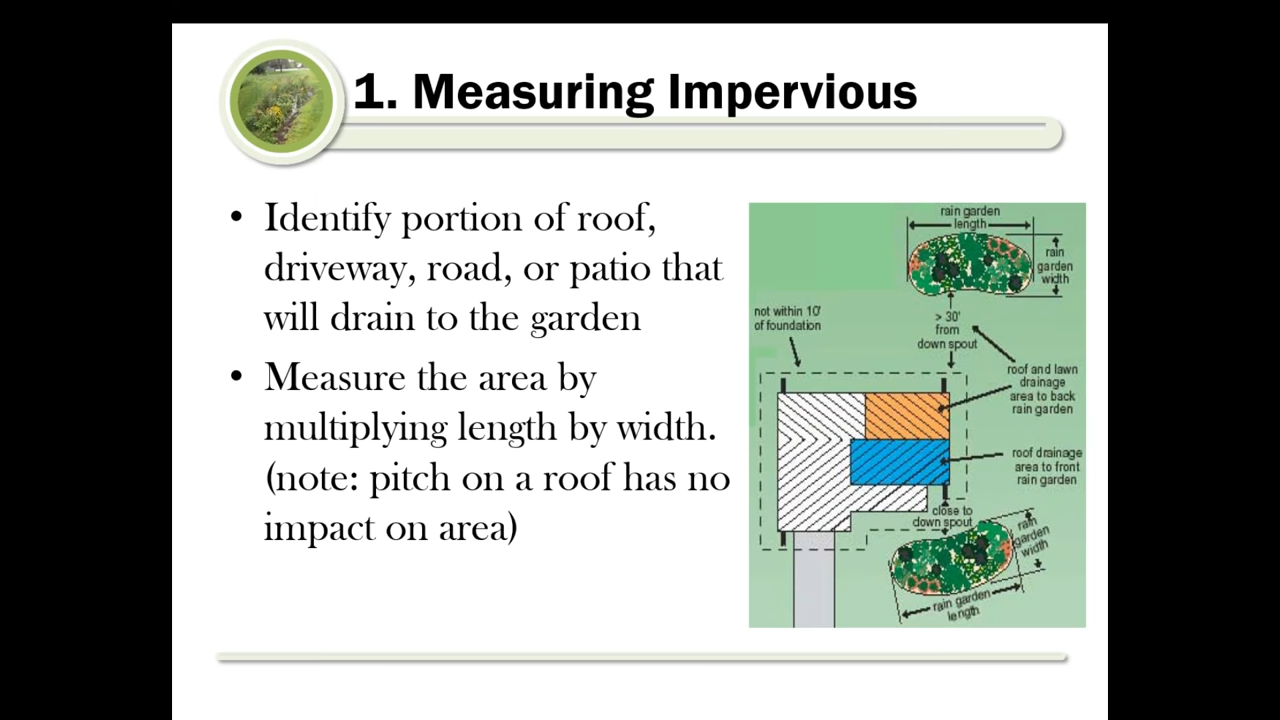 1. Measuring Impervious
• Identify portion of roof,
driveway, road, or patio that
will drain to the garden
• Measure the area by
multiplying length by width.
(note: pitch on a roof has no
impact on area)
rain garden
length
rain
garden
width
not within 10'
of foundation
> 30'
from
down spout
roof and lawn
drainage
area to back
rain garden
roof drainage
area to front
rain garden
close to
down spout
rain
garden
width
rain garden
length